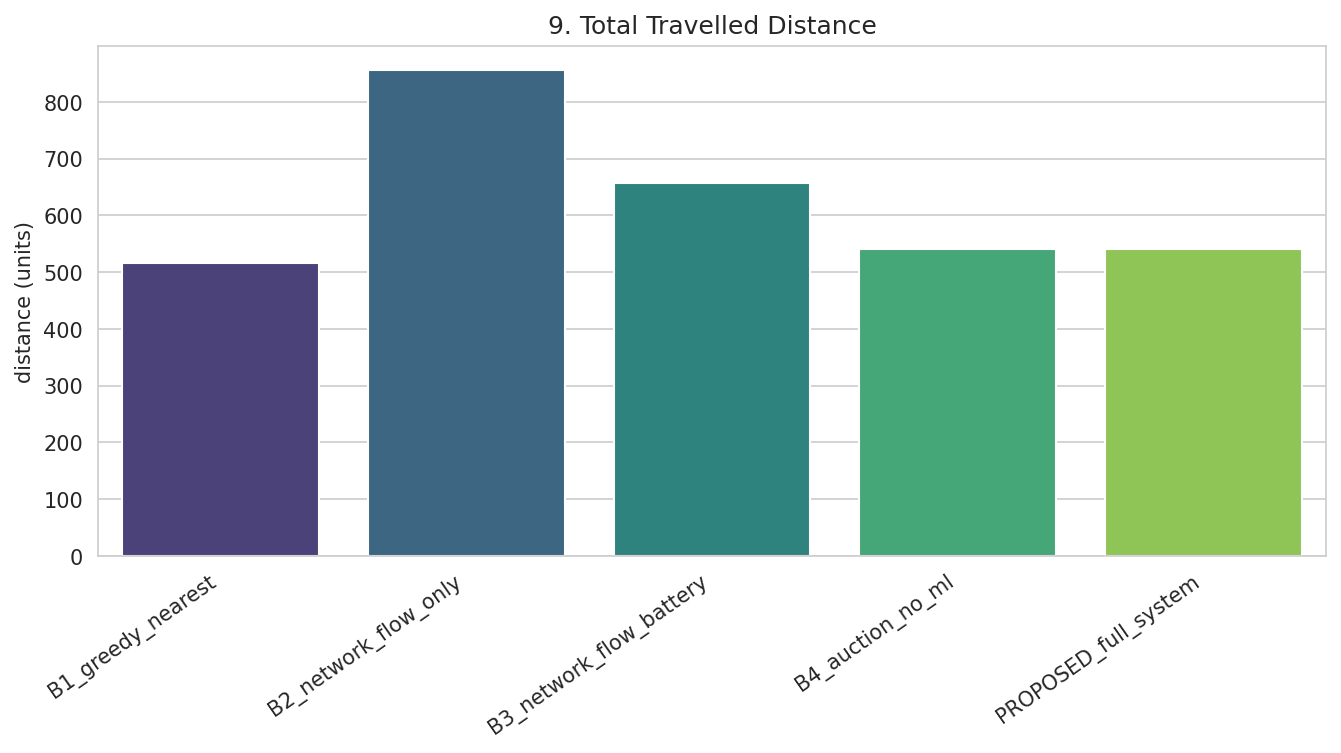 9. Total Travelled Distance
distance (units)
800
700
600
500
400
300
200
100
0
B1_greedy_nearest
B2_network_flow_only
B3_network_flow_battery
B4_auction_no_ml
PROPOSED_full_system